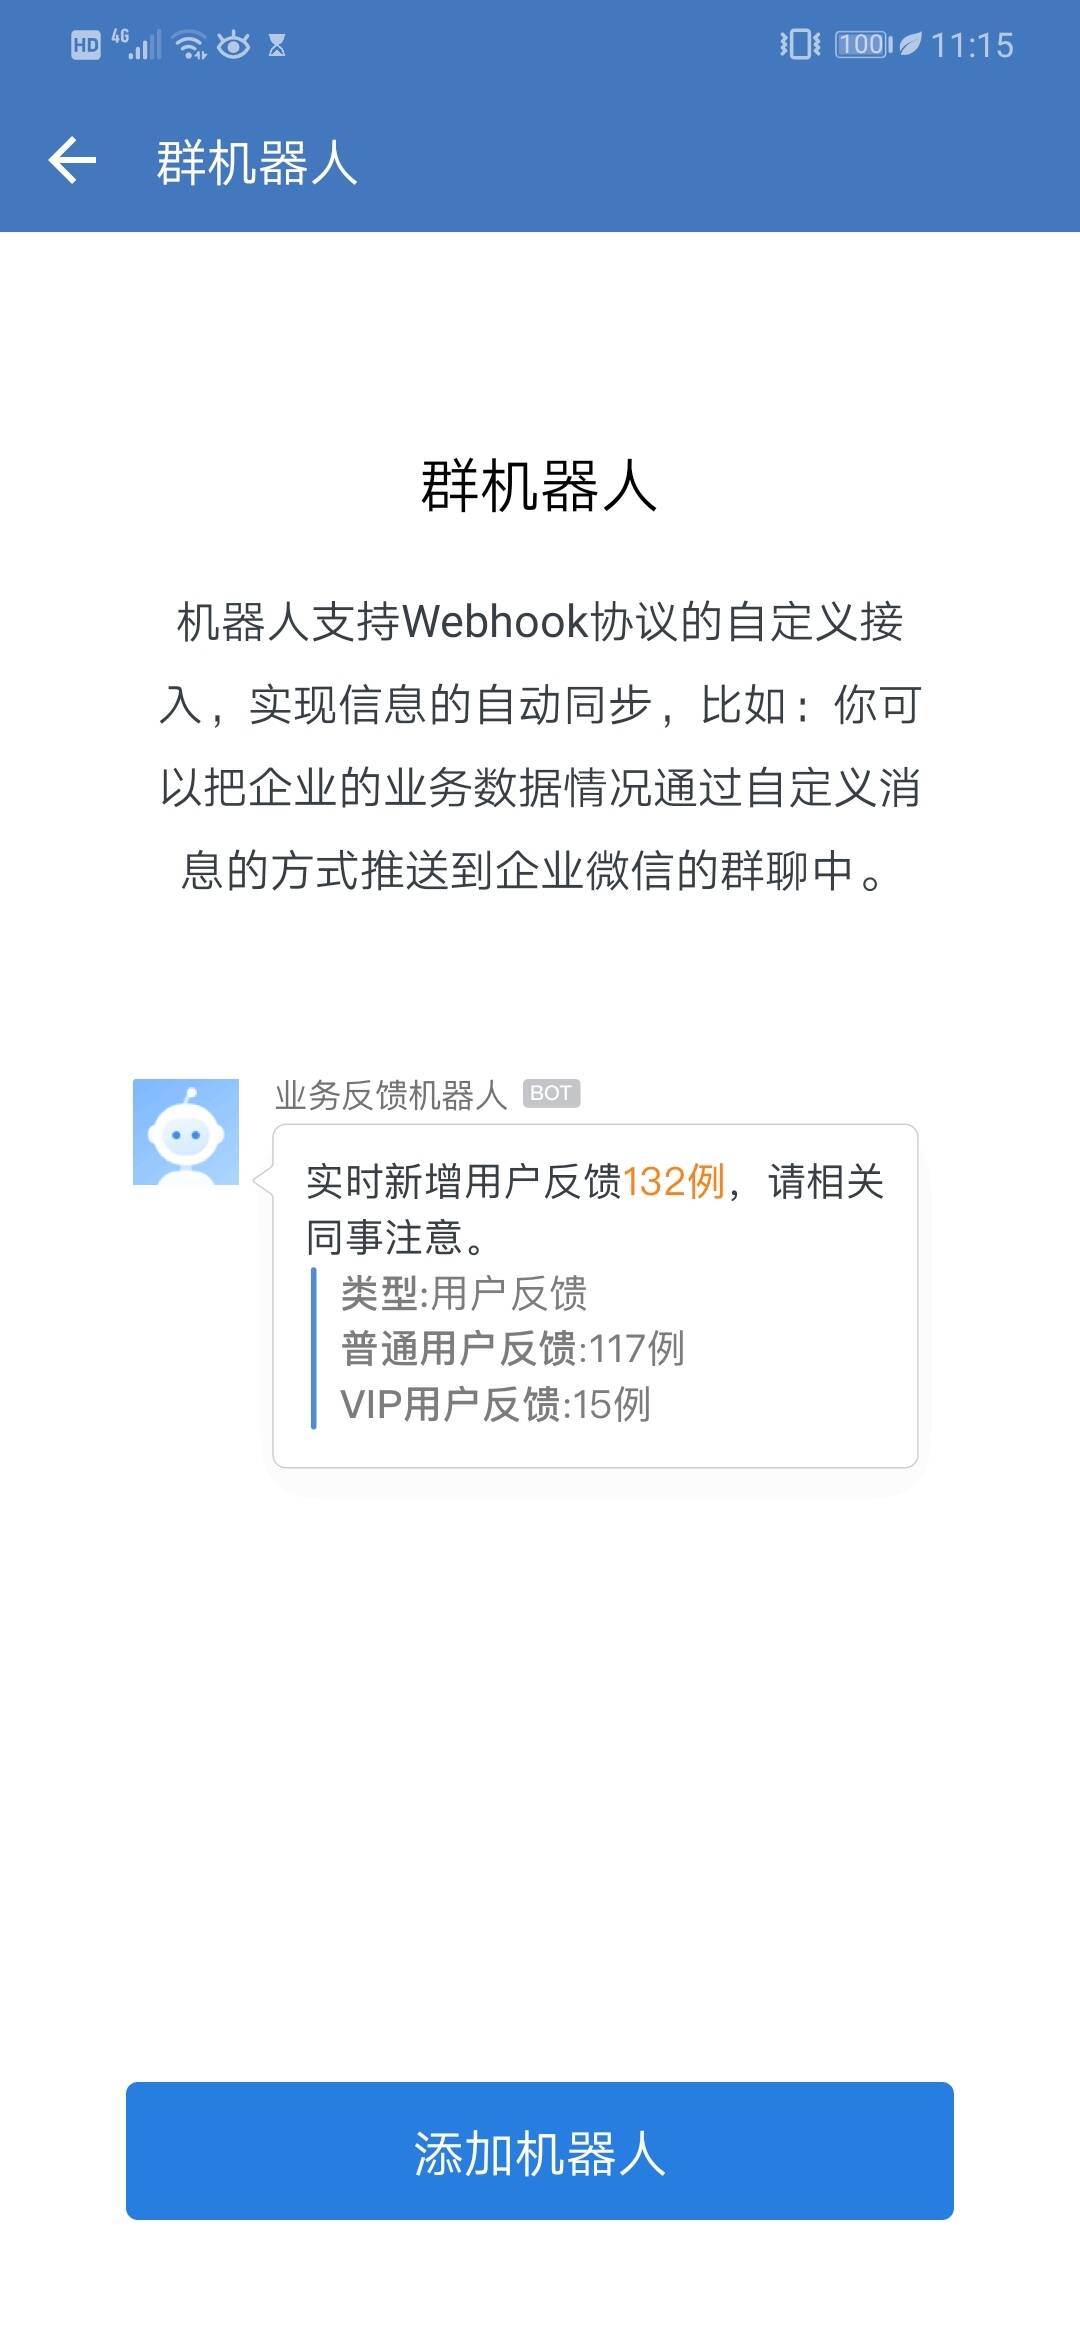 HD 4G 100 11:15
群机器人
群机器人
机器人支持Webhook协议的自定义接
入，实现信息的自动同步，比如：你可
以把企业的业务数据情况通过自定义消
息的方式推送到企业微信的群聊中。
业务反馈机器人 BOT
实时新增用户反馈132例，请相关
同事注意。
类型:用户反馈
普通用户反馈:117例
VIP用户反馈:15例
添加机器人